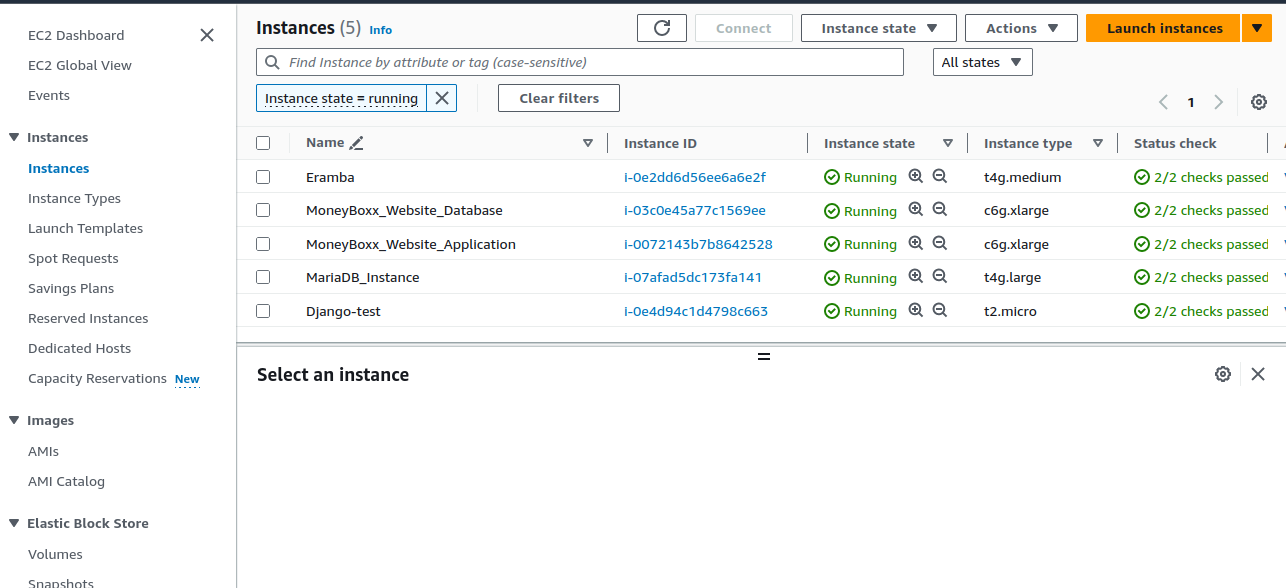 EC2 Dashboard
EC2 Global View
Events
Instances
Instances
Instance Types
Launch Templates
Spot Requests
Savings Plans
Reserved Instances
Dedicated Hosts
Capacity Reservations New
Images
AMIs
AMI Catalog
Elastic Block Store
Volumes
Snapshots
Instances (5) Info
Connect
Instance state
Actions
Launch instances
Find Instance by attribute or tag (case-sensitive)
All states
Instance state = running
Clear filters
1
Name Instance ID Instance state Instance type Status check
Eramba i-0e2dd6d56ee6a6e2f Running t4g.medium 2/2 checks passed
MoneyBoxx_Website_Database i-03c0e45a77c1569ee Running c6g.xlarge 2/2 checks passed
MoneyBoxx_Website_Application i-0072143b7b8642528 Running c6g.xlarge 2/2 checks passed
MariaDB_Instance i-07afad5dc173fa141 Running t4g.large 2/2 checks passed
Django-test i-0e4d94c1d4798c663 Running t2.micro 2/2 checks passed
Select an instance